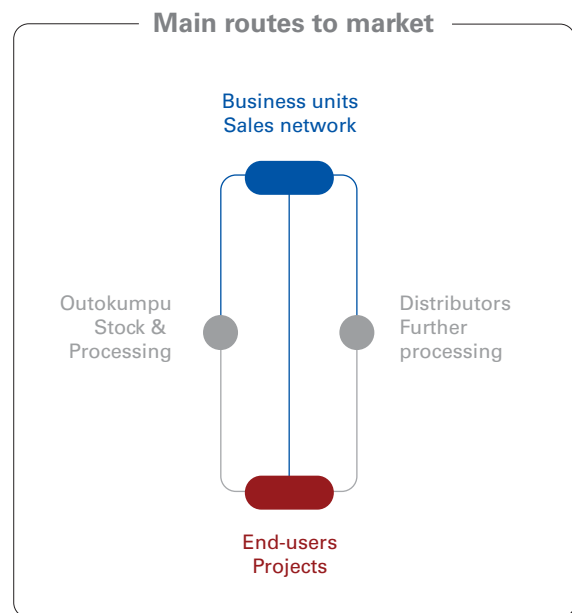 Main routes to market
Business units
Sales network
Outokumpu
Stock &
Processing
Distributors
Further
processing
End-users
Projects